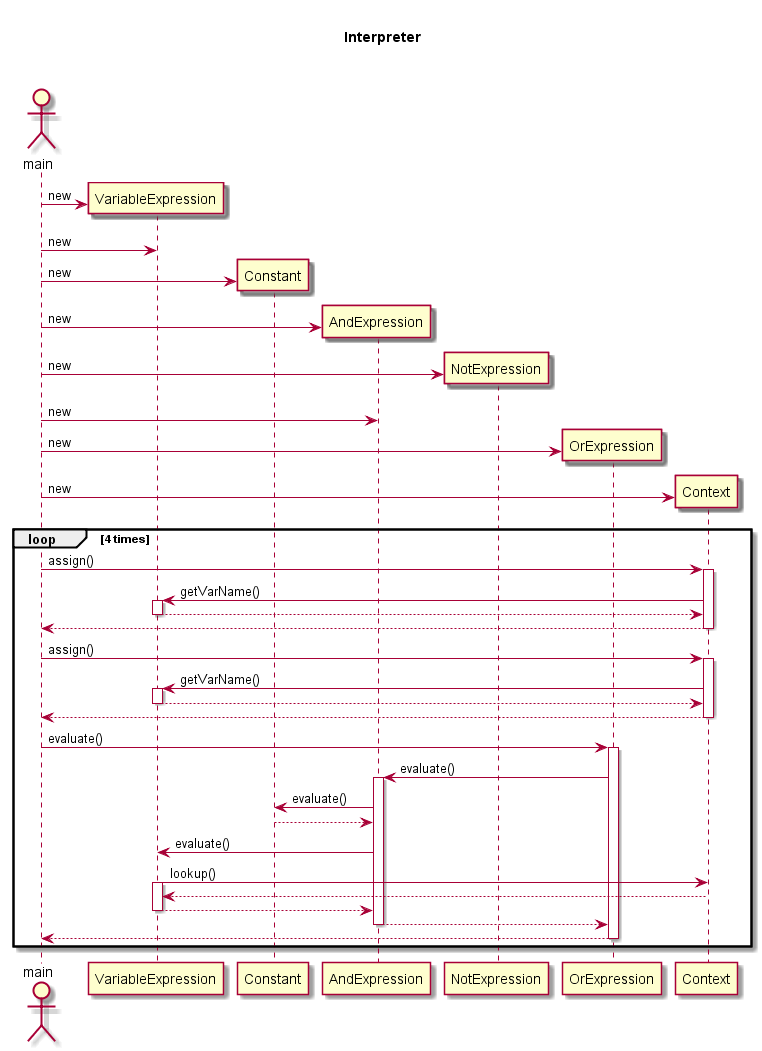 Interpreter
main
new
VariableExpression
new
new
Constant
new
AndExpression
new
NotExpression
new
new
OrExpression
new
Context
loop [4 times]
assign()
getVarName()
assign()
getVarName()
evaluate()
evaluate()
evaluate()
evaluate()
lookup()
main
VariableExpression
Constant
AndExpression
NotExpression
OrExpression
Context